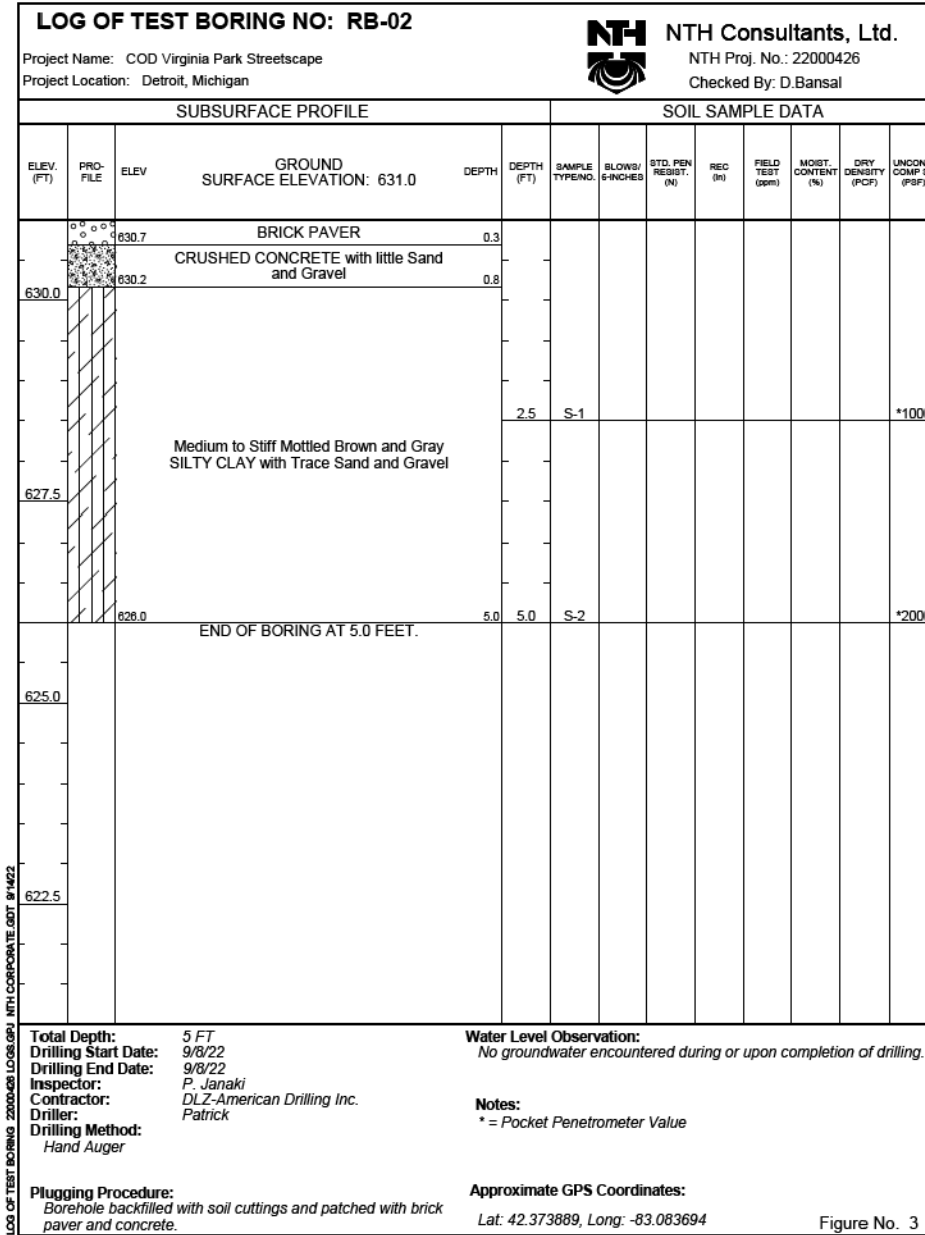 LOG OF TEST BORING NO: RB-02
Project Name: COD Virginia Park Streetscape
Project Location: Detroit, Michigan
NTH
NTH Consultants, Ltd.
NTH Proj. No.: 22000426
Checked By: D.Bansal
SUBSURFACE PROFILE
SOIL SAMPLE DATA
ELEV. (FT)
PRO-FILE
ELEV
GROUND
SURFACE ELEVATION: 631.0
DEPTH
DEPTH (FT)
SAMPLE TYPE/NO.
BLOWS/ 6-INCHES
STD. PEN RESIST. (N)
REC (in)
FIELD TEST (ppm)
MOIST. CONTENT (%)
DRY DENSITY (PCF)
UNCON COMP S (PSF)
630.7 BRICK PAVER 0.3
CRUSHED CONCRETE with little Sand
and Gravel
630.2 0.8
630.0
2.5 S-1 *100
Medium to Stiff Mottled Brown and Gray
SILTY CLAY with Trace Sand and Gravel
627.5
626.0 5.0 5.0 S-2 *200
END OF BORING AT 5.0 FEET.
625.0
622.5
LOG OF TEST BORING 22000426 LOGS.GPJ NTH CORPORATE.GDT 9/14/22
Total Depth: 5 FT
Drilling Start Date: 9/8/22
Drilling End Date: 9/8/22
Inspector: P. Janaki
Contractor: DLZ-American Drilling Inc.
Driller: Patrick
Drilling Method:
Hand Auger
Plugging Procedure:
Borehole backfilled with soil cuttings and patched with brick
paver and concrete.
Water Level Observation:
No groundwater encountered during or upon completion of drilling.
Notes:
* = Pocket Penetrometer Value
Approximate GPS Coordinates:
Lat: 42.373889, Long: -83.083694
Figure No. 3